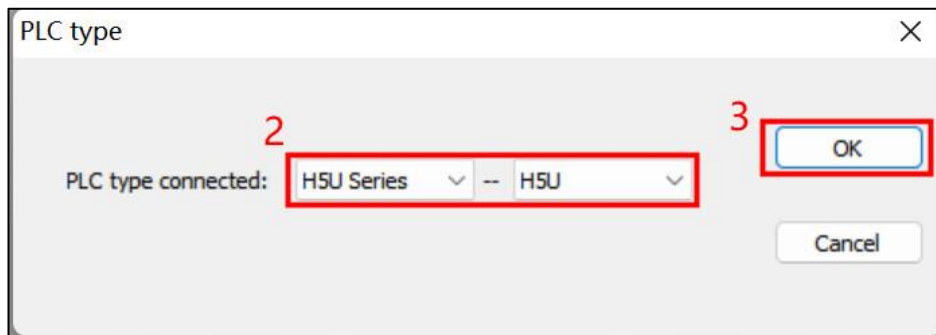 PLC type
2
3
PLC type connected: H5U Series -- H5U
OK
Cancel